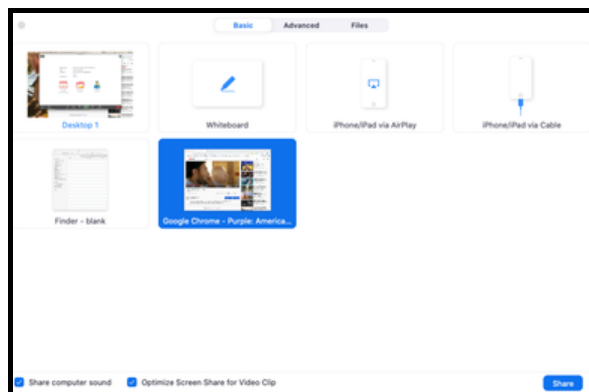 Basic Advanced Files
Desktop 1 Whiteboard iPhone/iPad via AirPlay iPhone/iPad via Cable
Finder - blank Google Chrome - Purple: America...
Share computer sound Optimize Screen Share for Video Clip Share